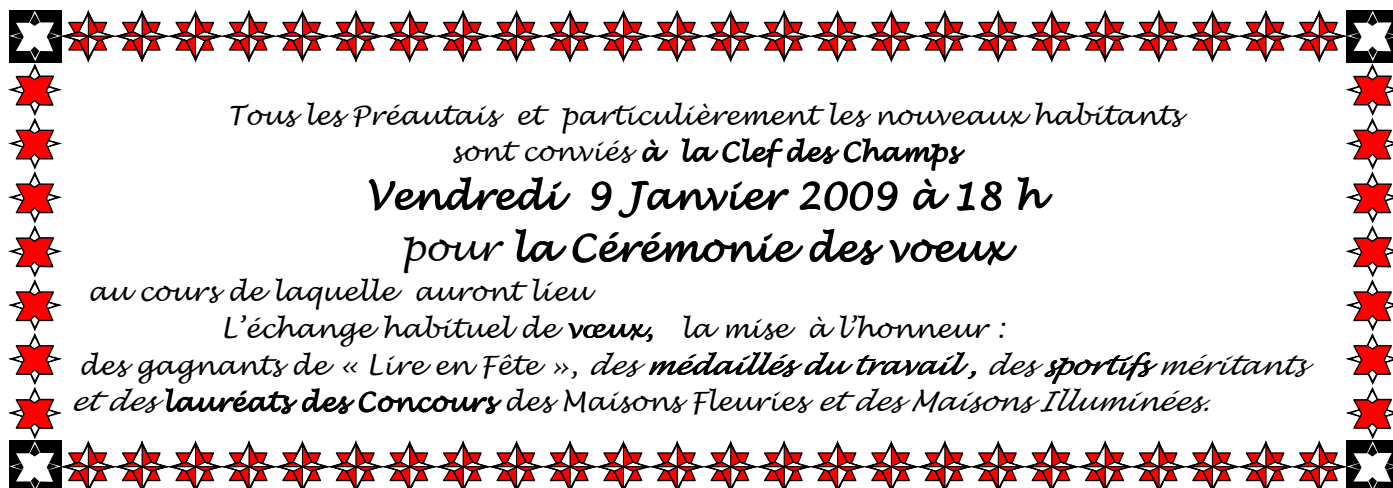 Tous les Préautais et particulièrement les nouveaux habitants
sont conviés à la Clef des Champs
Vendredi 9 Janvier 2009 à 18 h
pour la Cérémonie des voeux
au cours de laquelle auront lieu
L'échange habituel de vœux, la mise à l'honneur :
des gagnants de « Lire en Fête », des médaillés du travail, des sportifs méritants
et des lauréats des Concours des Maisons Fleuries et des Maisons Illuminées.